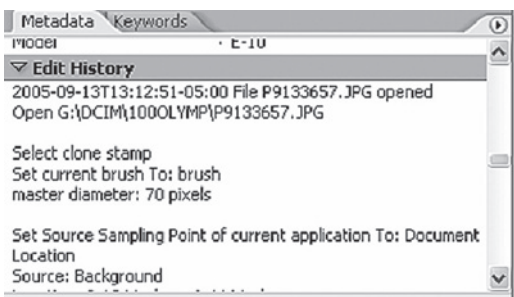 Metadata Keywords
Model : E-10
Edit History
2005-09-13T13:12:51-05:00 File P9133657.JPG opened
Open G:\DCIM\100OLYMP\P9133657.JPG
Select clone stamp
Set current brush To: brush
master diameter: 70 pixels
Set Source Sampling Point of current application To: Document
Location
Source: Background